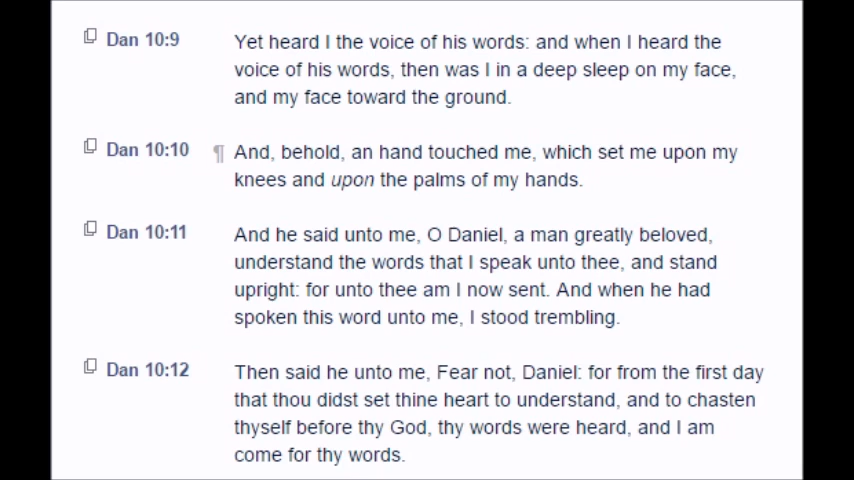 Dan 10:9 Yet heard I the voice of his words: and when I heard the
voice of his words, then was I in a deep sleep on my face,
and my face toward the ground.
Dan 10:10 ¶ And, behold, an hand touched me, which set me upon my
knees and upon the palms of my hands.
Dan 10:11 And he said unto me, O Daniel, a man greatly beloved,
understand the words that I speak unto thee, and stand
upright: for unto thee am I now sent. And when he had
spoken this word unto me, I stood trembling.
Dan 10:12 Then said he unto me, Fear not, Daniel: for from the first day
that thou didst set thine heart to understand, and to chasten
thyself before thy God, thy words were heard, and I am
come for thy words.